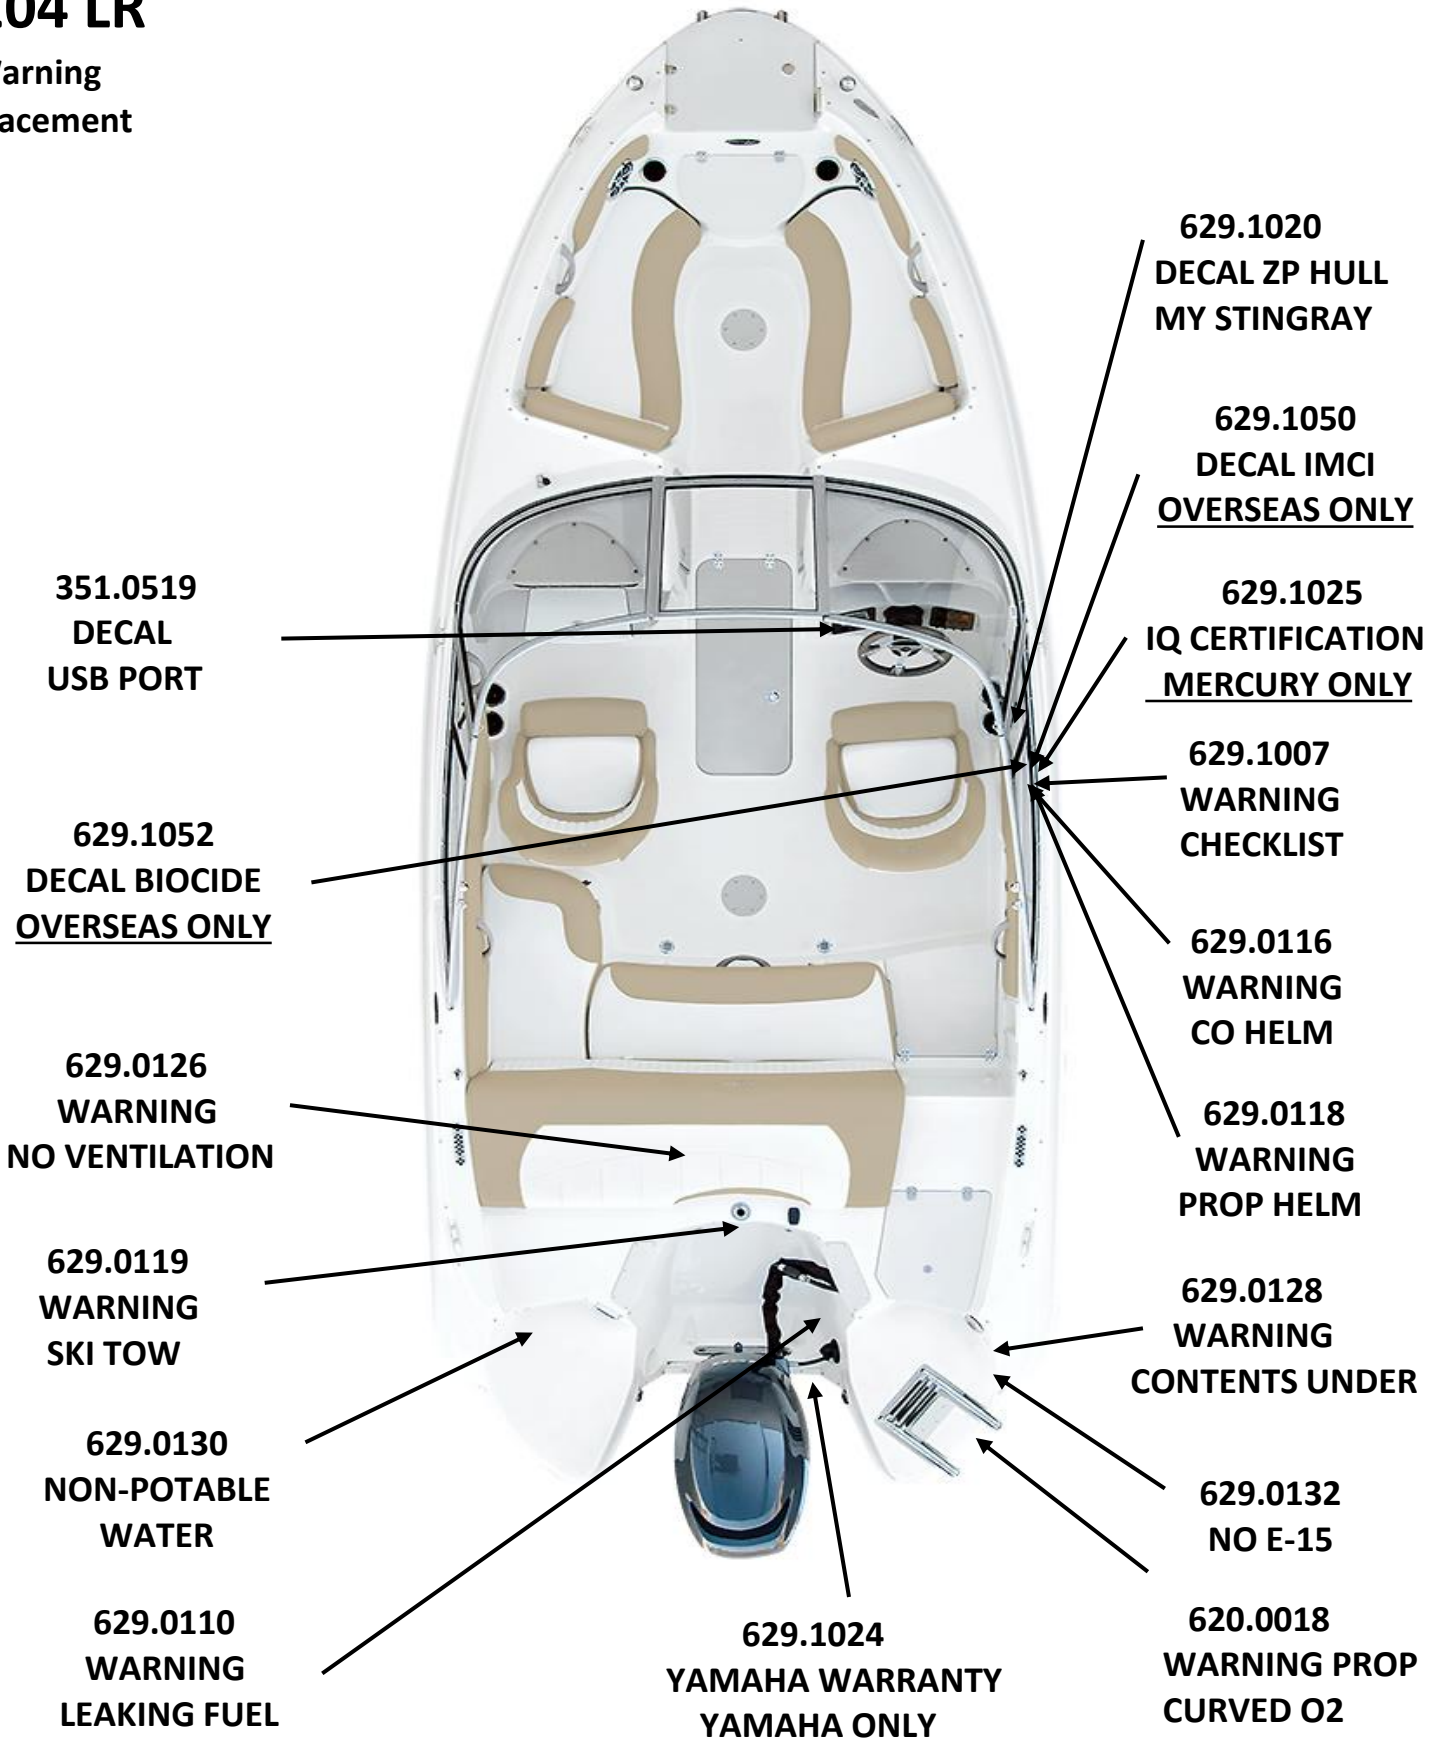 104 LR
Warning
lacement
629.1020
DECAL ZP HULL
MY STINGRAY
629.1050
DECAL IMCI
OVERSEAS ONLY
351.0519
DECAL
USB PORT
629.1025
IQ CERTIFICATION
MERCURY ONLY
629.1007
WARNING
CHECKLIST
629.1052
DECAL BIOCIDE
OVERSEAS ONLY
629.0116
WARNING
CO HELM
629.0126
WARNING
NO VENTILATION
629.0118
WARNING
PROP HELM
629.0119
WARNING
SKI TOW
629.0128
WARNING
CONTENTS UNDER
629.0130
NON-POTABLE
WATER
629.0132
NO E-15
629.0110
WARNING
LEAKING FUEL
629.1024
YAMAHA WARRANTY
YAMAHA ONLY
620.0018
WARNING PROP
CURVED O2